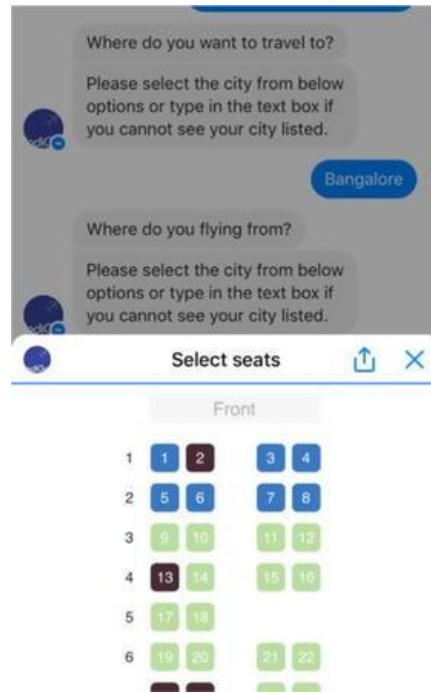 Where do you want to travel to?
Please select the city from below
options or type in the text box if
you cannot see your city listed.
Bangalore
Where do you flying from?
Please select the city from below
options or type in the text box if
you cannot see your city listed.
Select seats
Front
1 1 2 3 4
2 5 6 7 8
3 9 10 11 12
4 13 14 15 16
5 17 18
6 19 20 21 22